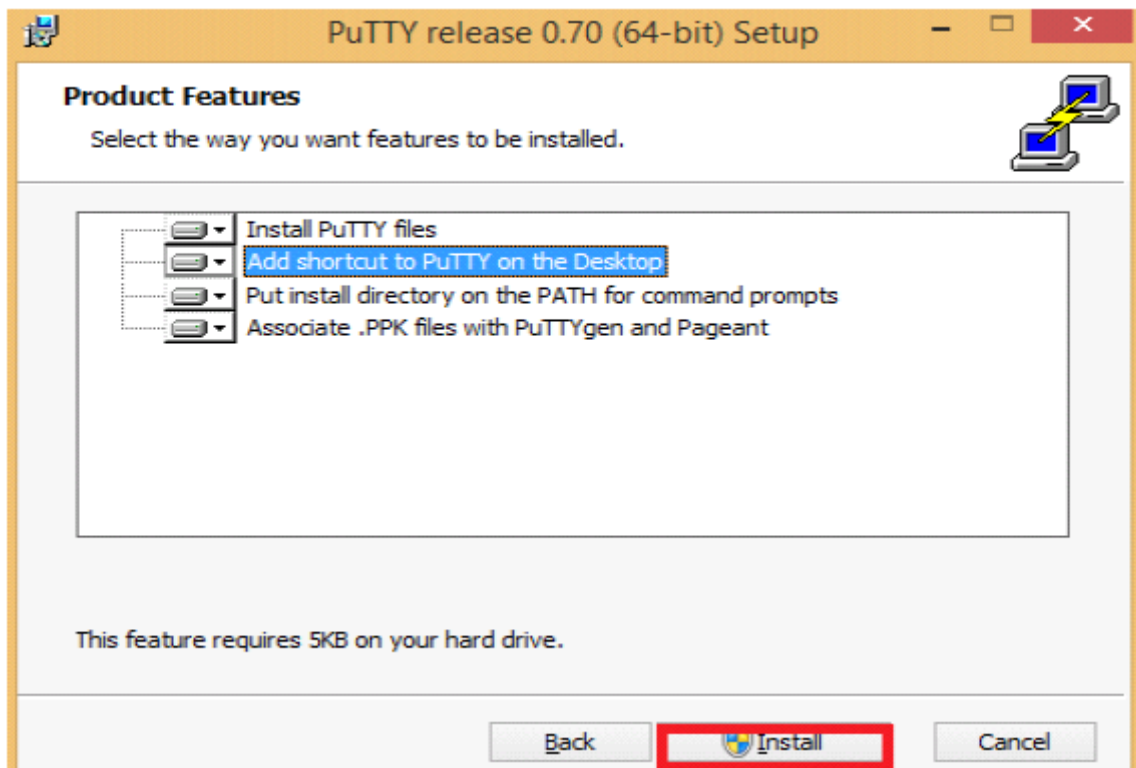 PuTTY release 0.70 (64-bit) Setup
Product Features
Select the way you want features to be installed.
Install PuTTY files
Add shortcut to PuTTY on the Desktop
Put install directory on the PATH for command prompts
Associate .PPK files with PuTTYgen and Pageant
This feature requires 5KB on your hard drive.
Back Install Cancel